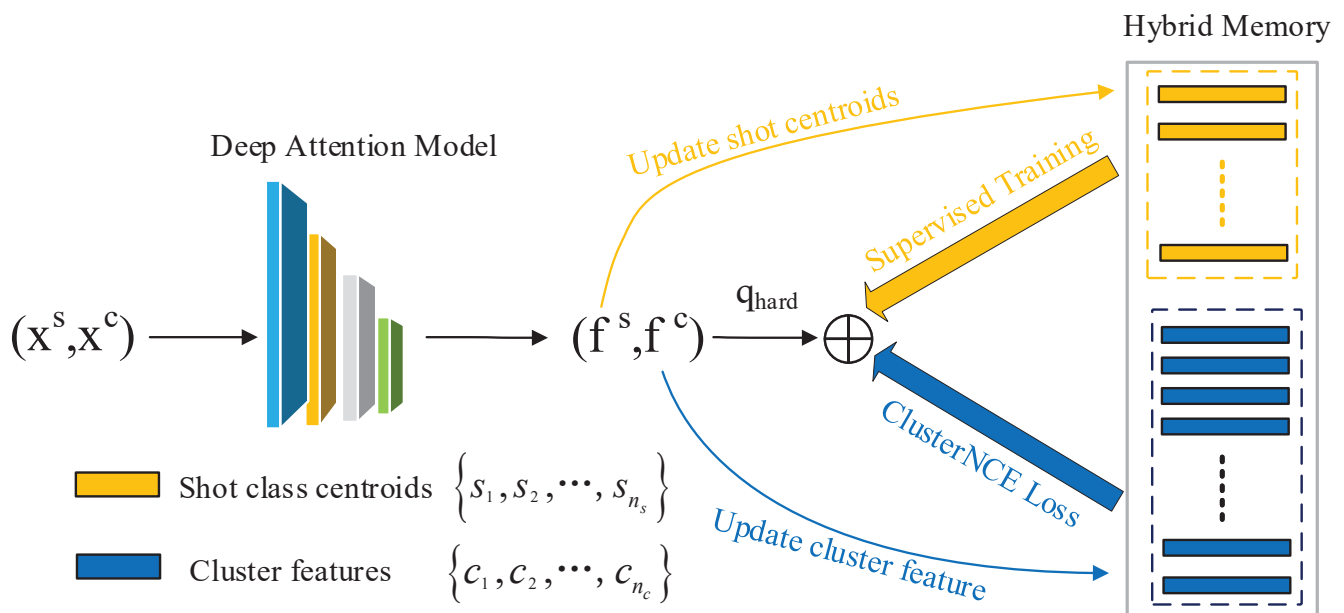 Hybrid Memory
Update shot centroids
Deep Attention Model
Supervised Training
q_hard
(x^s,x^c)
(f^s,f^c)
ClusterNCE Loss
Shot class centroids {s_1, s_2, ⋯, s_{n_s}}
Update cluster feature
Cluster features {c_1, c_2, ⋯, c_{n_c}}